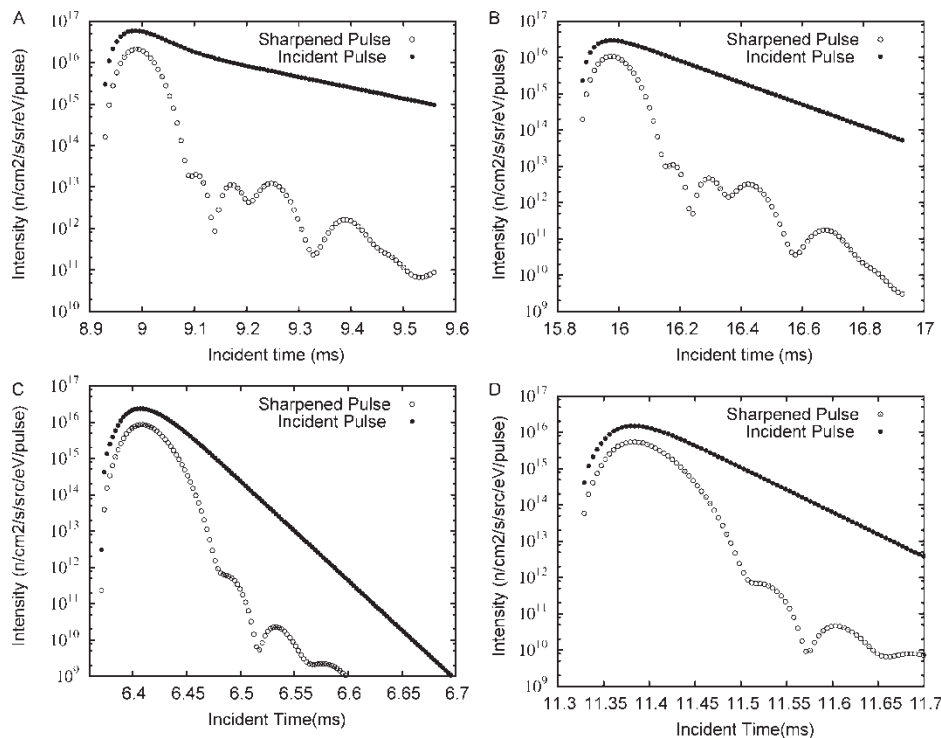 A
Intensity (n/cm2/s/sr/eV/pulse)
10^17
10^16
10^15
10^14
10^13
10^12
10^11
10^10
Sharpened Pulse
Incident Pulse
8.9 9 9.1 9.2 9.3 9.4 9.5 9.6
Incident time (ms)
B
Intensity (n/cm2/s/sr/eV/pulse)
10^17
10^16
10^15
10^14
10^13
10^12
10^11
10^10
10^9
Sharpened Pulse
Incident Pulse
15.8 16 16.2 16.4 16.6 16.8 17
Incident time (ms)
C
Intensity (n/cm2/s/src/eV/pulse)
10^17
10^16
10^15
10^14
10^13
10^12
10^11
10^10
10^9
Sharpened Pulse
Incident Pulse
6.4 6.45 6.5 6.55 6.6 6.65 6.7
Incident Time(ms)
D
Intensity (n/cm2/s/src/eV/pulse)
10^17
10^16
10^15
10^14
10^13
10^12
10^11
10^10
10^9
Sharpened Pulse
Incident Pulse
11.3 11.35 11.4 11.45 11.5 11.55 11.6 11.65 11.7
Incident Time(ms)